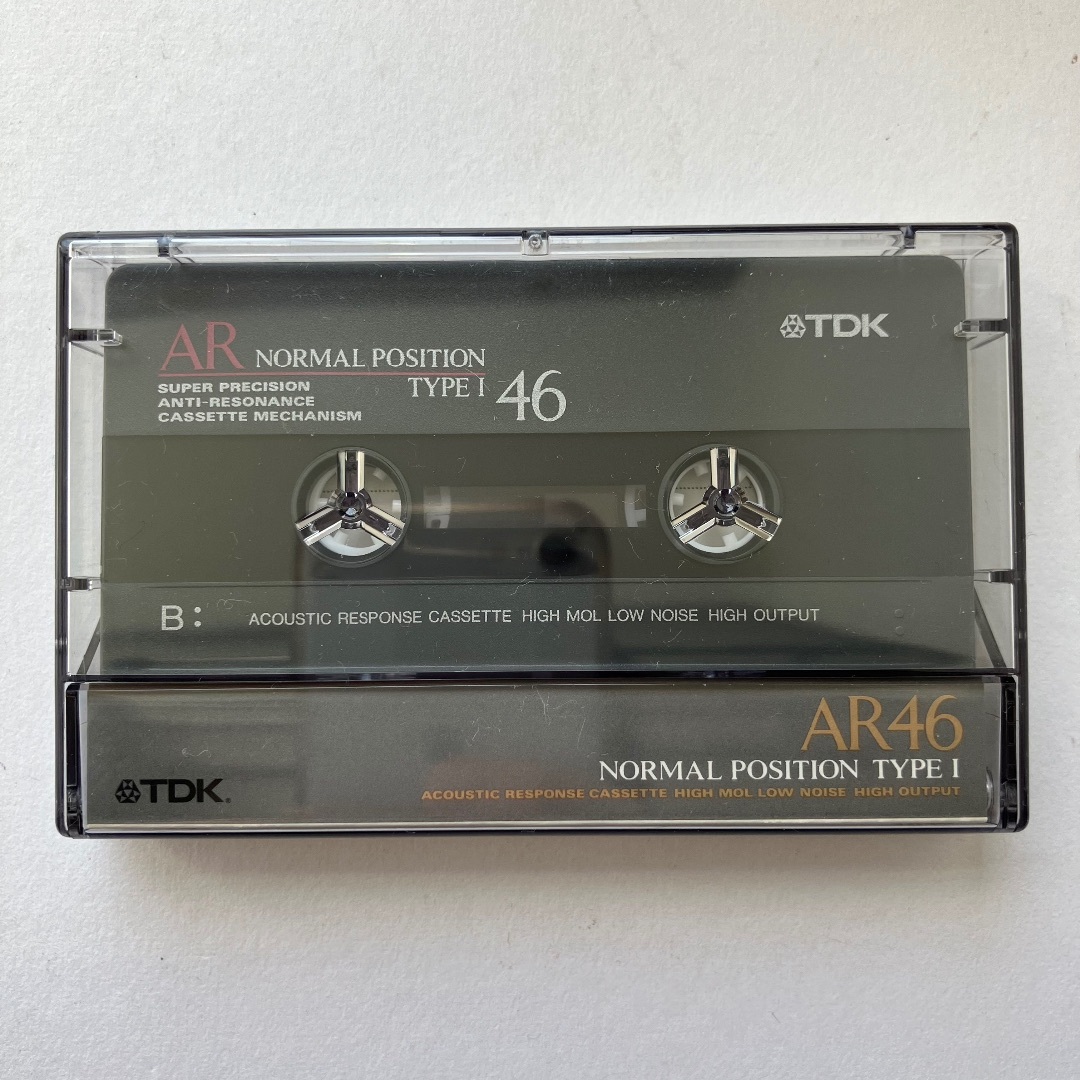 AR NORMAL POSITION
TYPE I 46
SUPER PRECISION
ANTI-RESONANCE
CASSETTE MECHANISM
TDK
B: ACOUSTIC RESPONSE CASSETTE HIGH MOL LOW NOISE HIGH OUTPUT
AR46
NORMAL POSITION TYPE I
TDK®
ACOUSTIC RESPONSE CASSETTE HIGH MOL LOW NOISE HIGH OUTPUT